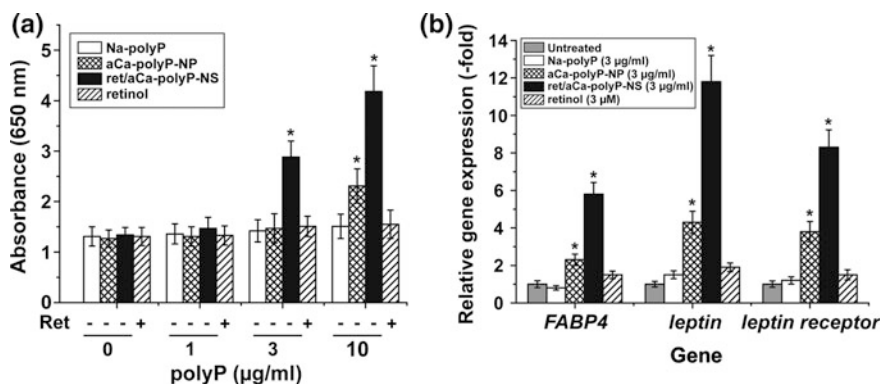 (a)
Absorbance (650 nm)
5
4
3
2
1
0
Na-polyP
aCa-polyP-NP
ret/aCa-polyP-NS
retinol
* * * 
Ret - - - + - - - + - - - + - - - +
0 1 3 10
polyP (µg/ml)
(b)
Relative gene expression (-fold)
14
12
10
8
6
4
2
0
Untreated
Na-polyP (3 µg/ml)
aCa-polyP-NP (3 µg/ml)
ret/aCa-polyP-NS (3 µg/ml)
retinol (3 µM)
* * * * * *
FABP4 leptin leptin receptor
Gene